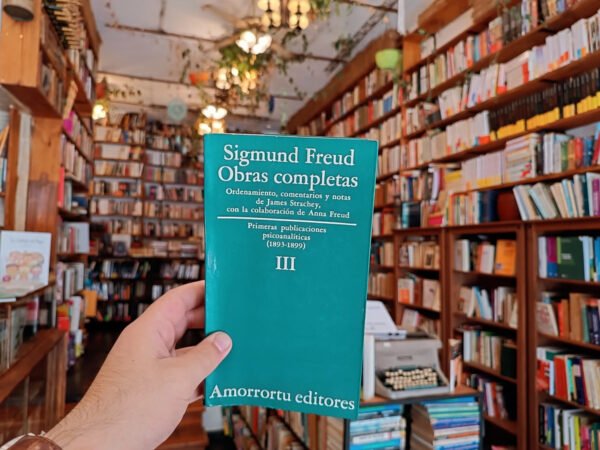 Sigmund Freud
Obras completas
Ordenamiento, comentarios y notas
de James Strachey,
con la colaboración de Anna Freud
Primeras publicaciones
psicoanalíticas
(1893-1899)
III
Amorrortu editores